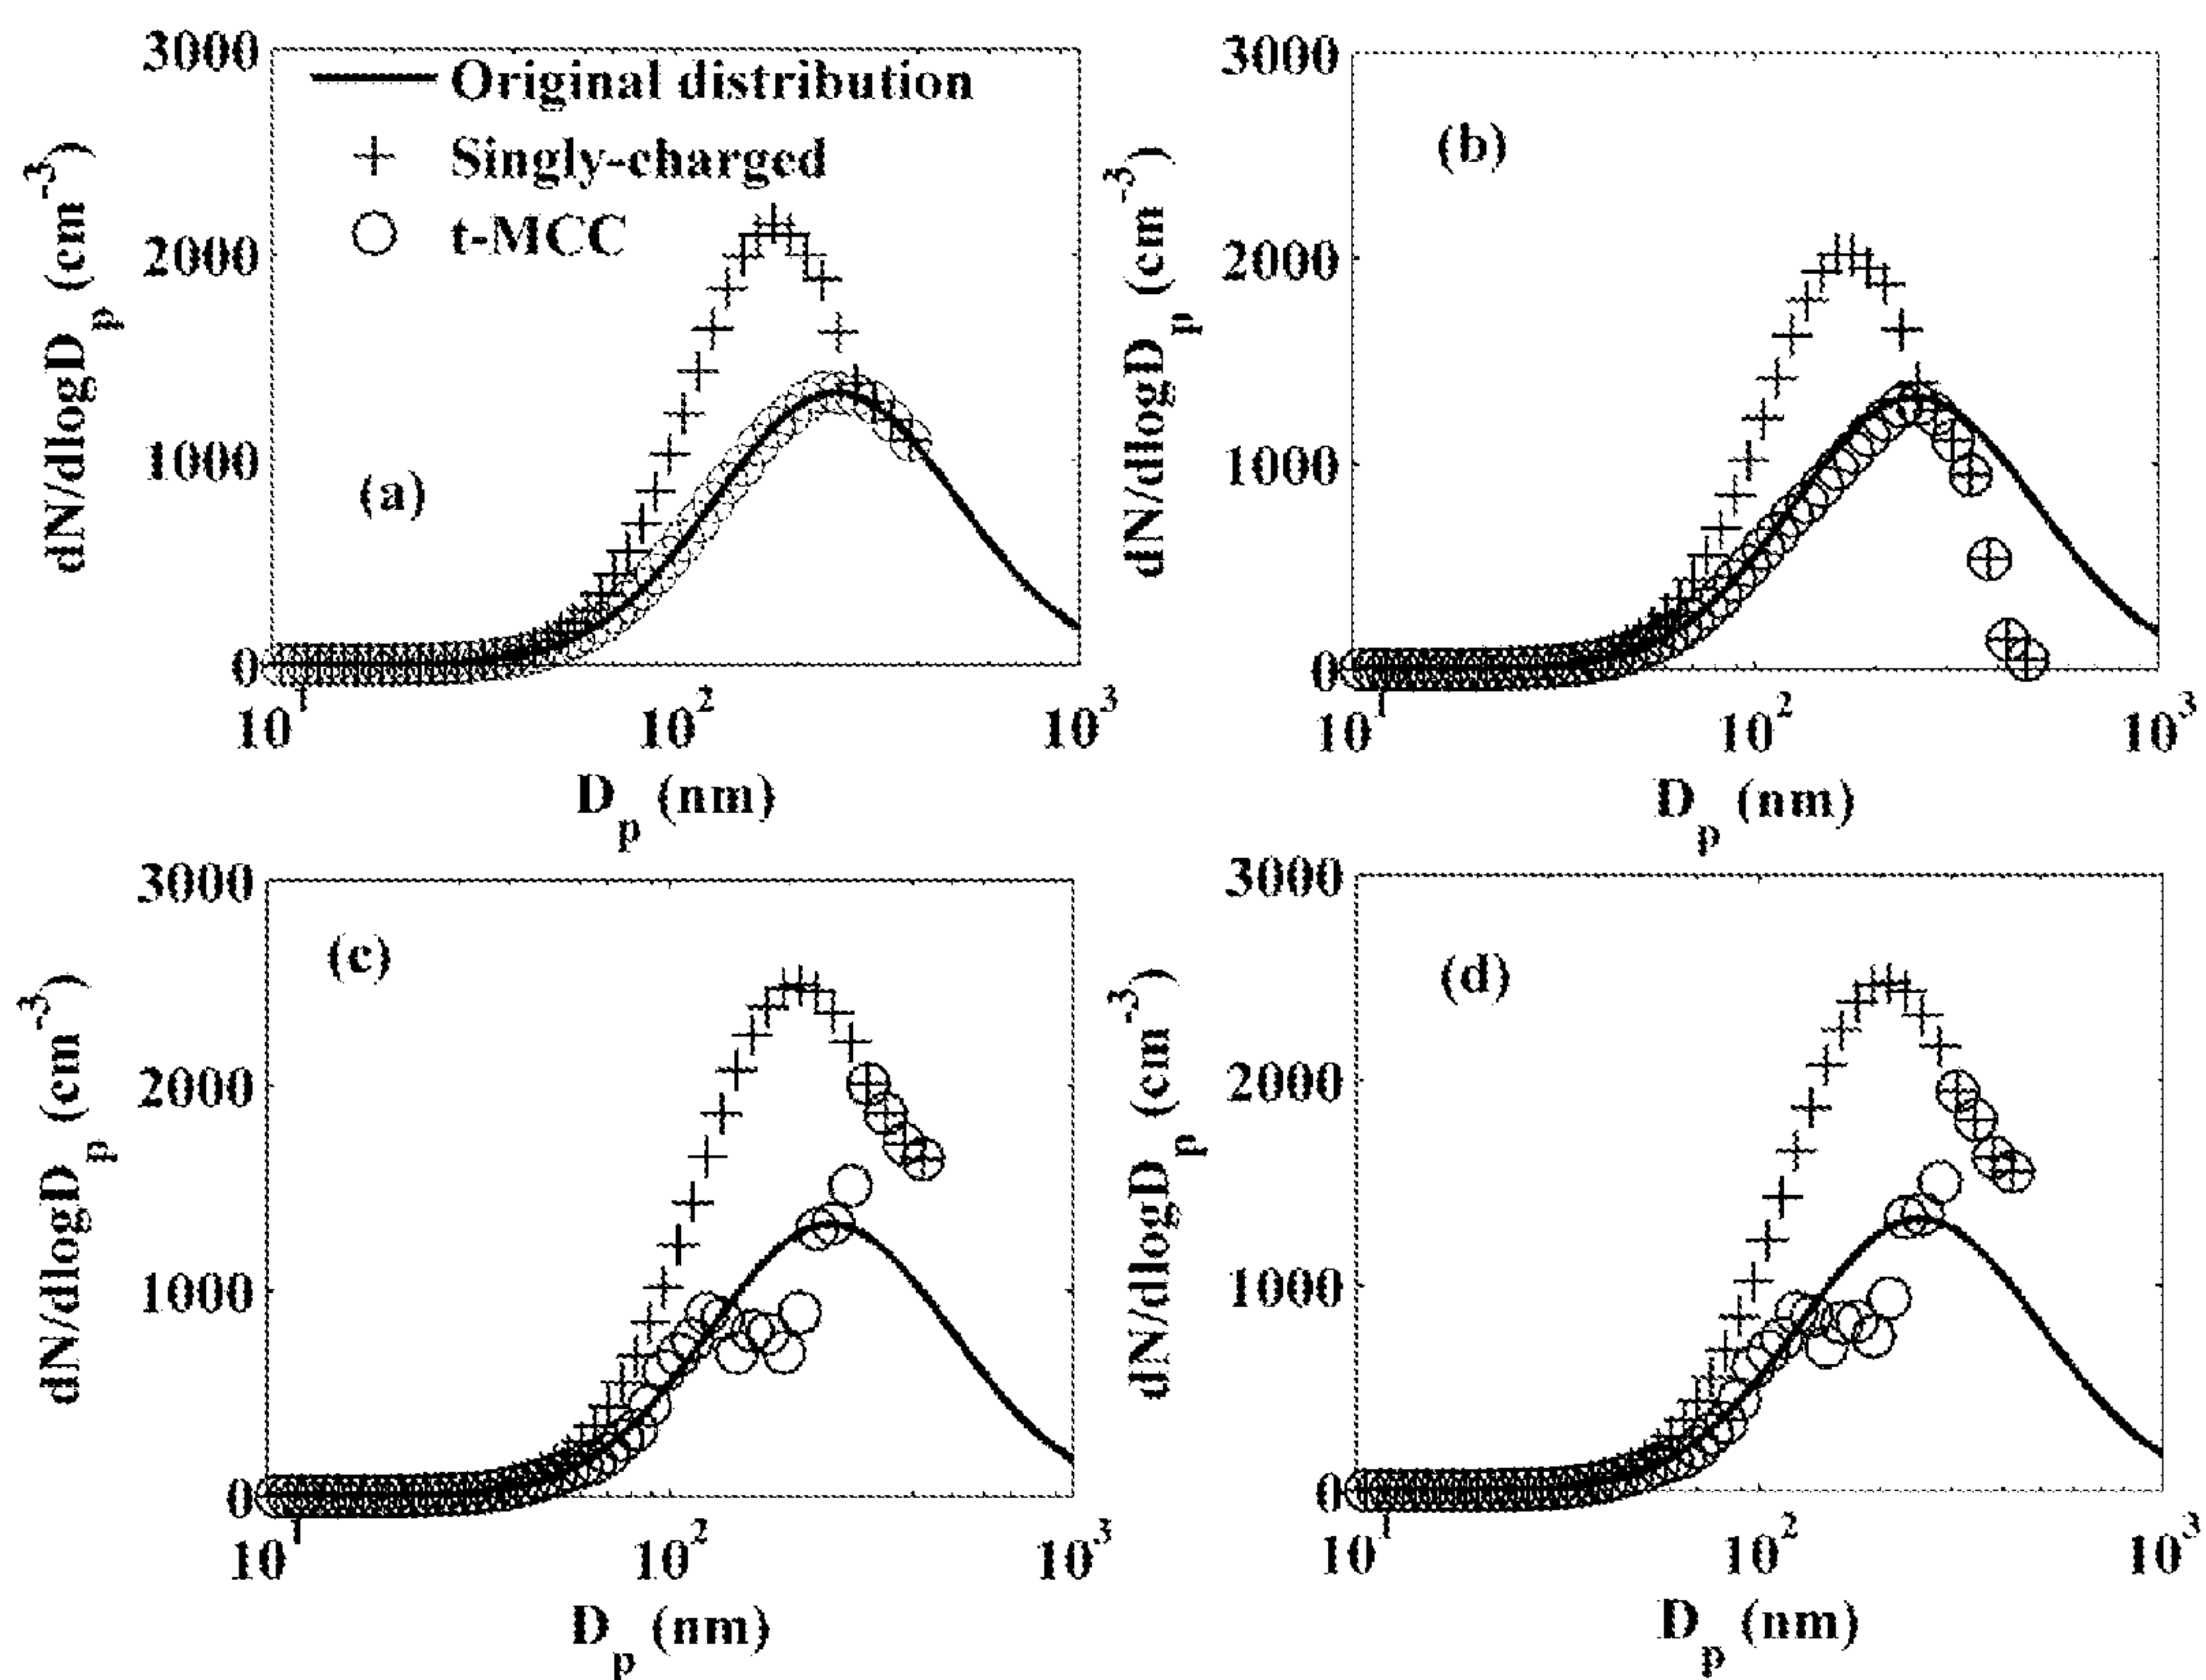 3000
2000
1000
0
dN/dlogD_p (cm^-3)
Original distribution
Singly-charged
t-MCC
(a)
10^1
10^2
10^3
D_p (nm)
3000
2000
1000
0
dN/dlogD_p (cm^-3)
(b)
10^1
10^2
10^3
D_p (nm)
3000
2000
1000
0
dN/dlogD_p (cm^-3)
(c)
10^1
10^2
10^3
D_p (nm)
3000
2000
1000
0
dN/dlogD_p (cm^-3)
(d)
10^1
10^2
10^3
D_p (nm)